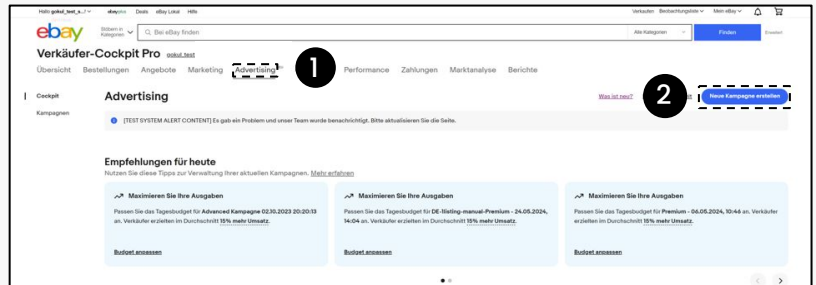 Hallo gokul_test_s...! ebayplus Deals eBay Lokal Hilfe Verkaufen Beobachtungsliste Mein eBay
ebay Stöbern in Kategorien Bei eBay finden Alle Kategorien Finden Erweitert
Verkäufer-Cockpit Pro gokul_test
Übersicht Bestellungen Angebote Marketing Advertising 1 Performance Zahlungen Marktanalyse Berichte
Cockpit
Kampagnen
Advertising Was ist neu? 2 Neue Kampagne erstellen
[TEST SYSTEM ALERT CONTENT] Es gab ein Problem und unser Team wurde benachrichtigt. Bitte aktualisieren Sie die Seite.
Empfehlungen für heute
Nutzen Sie diese Tipps zur Verwaltung Ihrer aktuellen Kampagnen. Mehr erfahren
Maximieren Sie Ihre Ausgaben
Passen Sie das Tagesbudget für Advanced Kampagne 02.10.2023 20:20:13
an. Verkäufer erzielten im Durchschnitt 15% mehr Umsatz.
Budget anpassen
Maximieren Sie Ihre Ausgaben
Passen Sie das Tagesbudget für DE-1listing-manual-Premium - 24.05.2024,
14:04 an. Verkäufer erzielten im Durchschnitt 15% mehr Umsatz.
Budget anpassen
Maximieren Sie Ihre Ausgaben
Passen Sie das Tagesbudget für Premium - 06.05.2024, 10:46 an. Verkäufer
erzielten im Durchschnitt 15% mehr Umsatz.
Budget anpassen